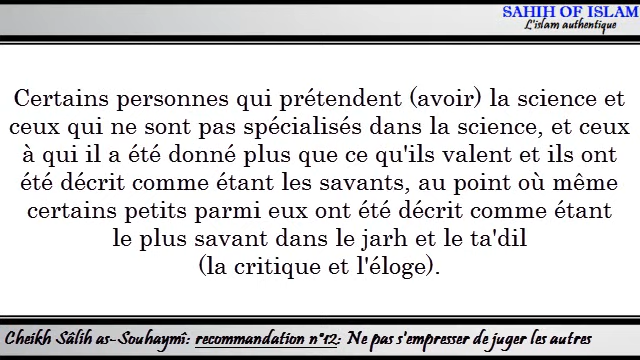 SAHIH OF ISLAM
L'islam authentique
Certains personnes qui prétendent (avoir) la science et
ceux qui ne sont pas spécialisés dans la science, et ceux
à qui il a été donné plus que ce qu'ils valent et ils ont
été décrit comme étant les savants, au point où même
certains petits parmi eux ont été décrit comme étant
le plus savant dans le jarh et le ta'dil
(la critique et l'éloge).
Cheikh Sâlih as-Souhaymî: recommandation n°12: Ne pas s'empresser de juger les autres